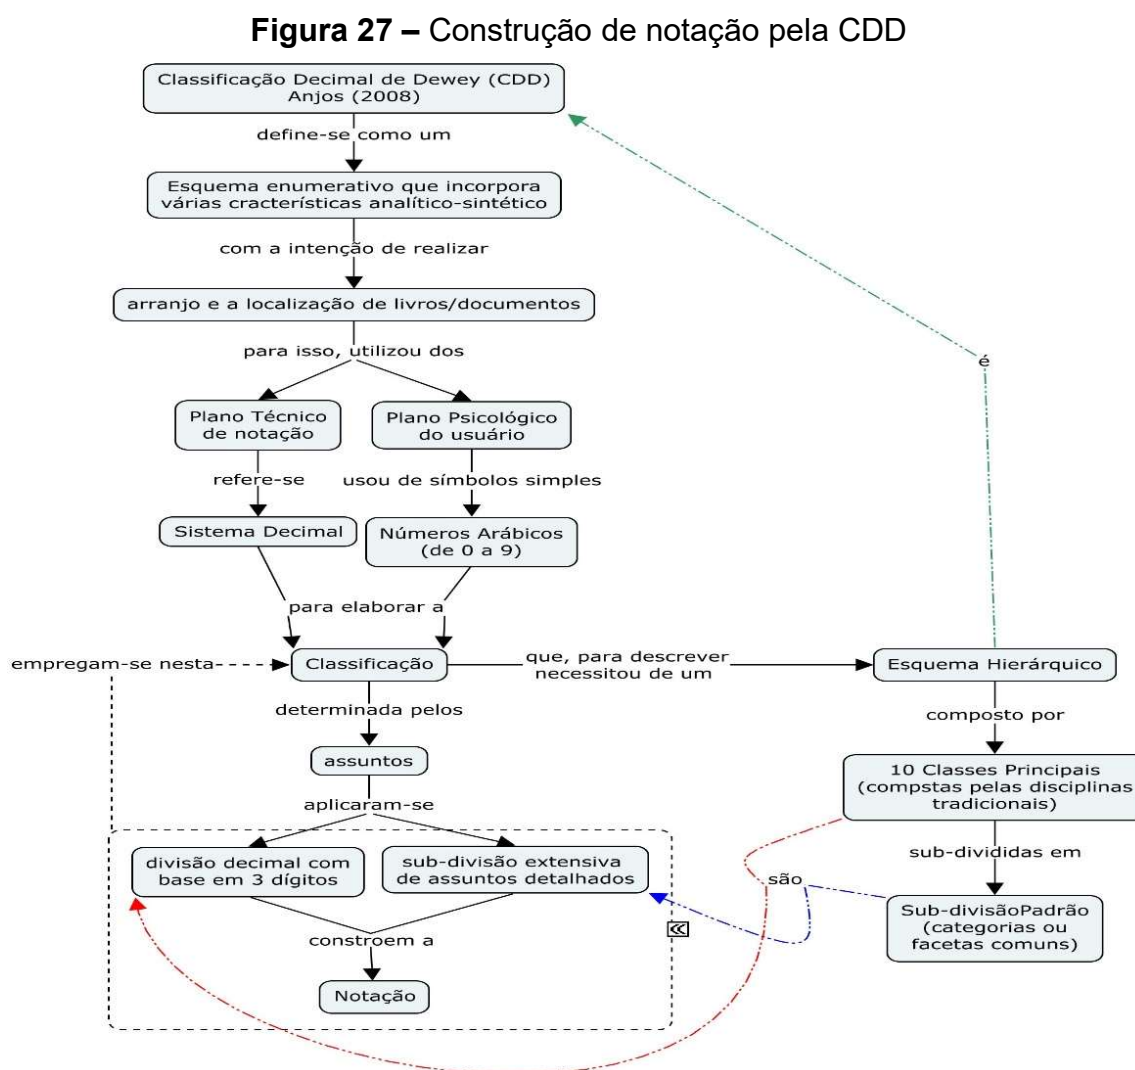 Figura 27 – Construção de notação pela CDD
Classificação Decimal de Dewey (CDD)
Anjos (2008)
define-se como um
Esquema enumerativo que incorpora
várias cracterísticas analítico-sintético
com a intenção de realizar
arranjo e a localização de livros/documentos
para isso, utilizou dos
é
Plano Técnico
de notação
Plano Psicológico
do usuário
refere-se
usou de símbolos simples
Sistema Decimal
Números Arábicos
(de 0 a 9)
para elaborar a
empregam-se nesta
Classificação
que, para descrever
necessitou de um
Esquema Hierárquico
determinada pelos
composto por
assuntos
10 Classes Principais
(compstas pelas disciplinas
tradicionais)
aplicaram-se
divisão decimal com
base em 3 dígitos
sub-divisão extensiva
de assuntos detalhados
sub-divididas em
são
Sub-divisãoPadrão
(categorias ou
facetas comuns)
constroem a
Notação